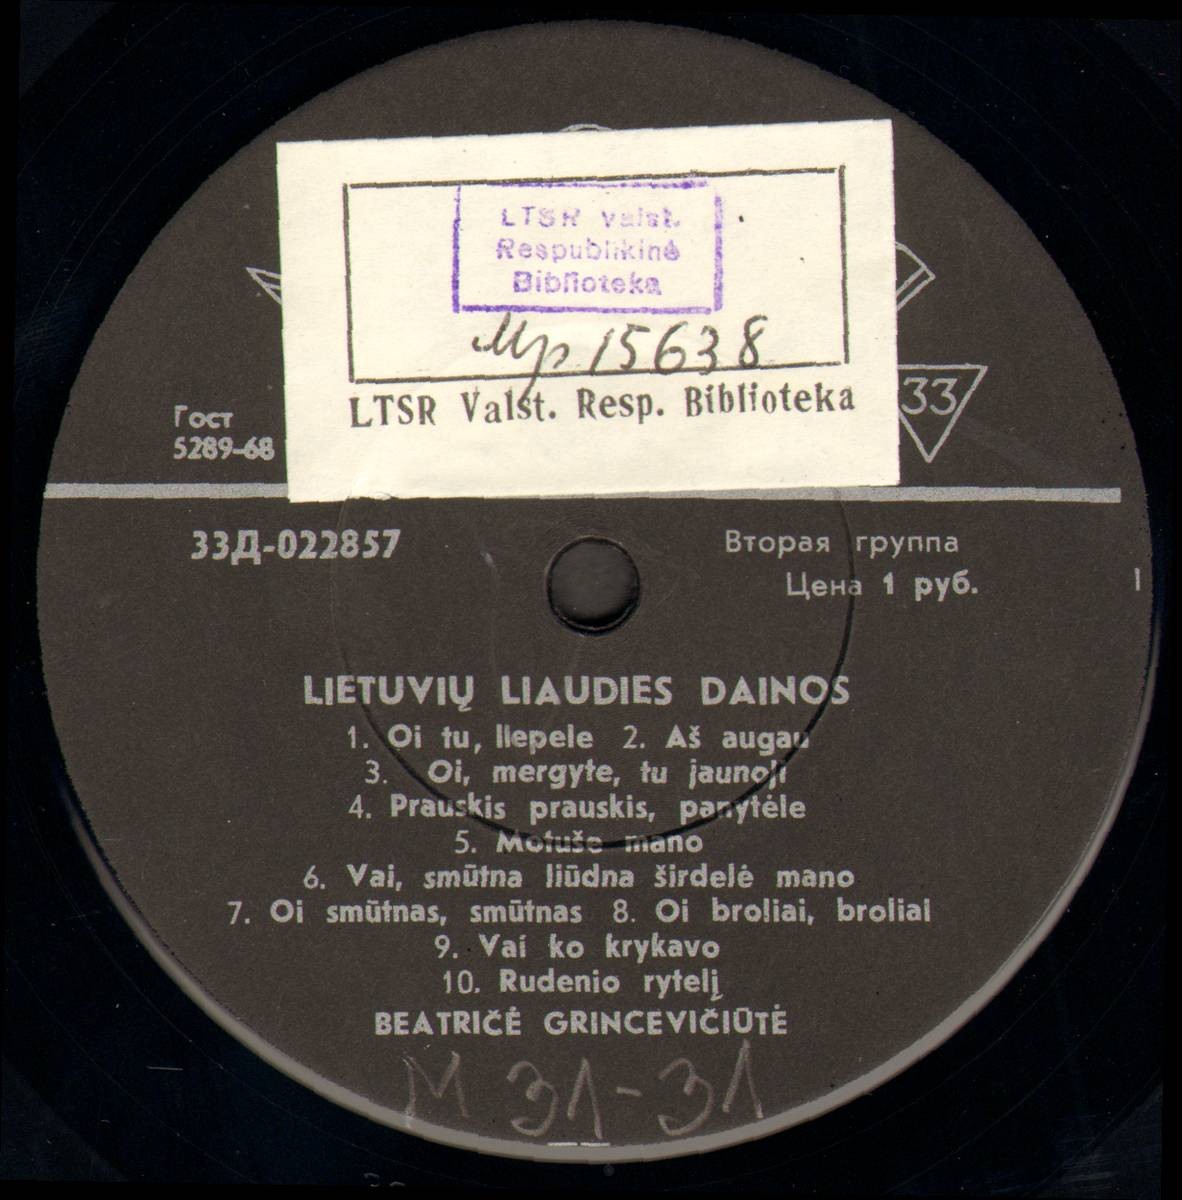 LTSR valst.
Respublikinė
Biblioteka
15638
LTSR Valst. Resp. Biblioteka
33
Гост
5289-68
33Д-022857
Вторая группа
Цена 1 руб.
I
LIETUVIŲ LIAUDIES DAINOS
1. Oi tu, liepele 2. Aš augau
3. Oi, mergyte, tu jaunoji
4. Prauskis prauskis, panytėle
5. Motuše mano
6. Vai, smūtna liūdna širdelė mano
7. Oi smūtnas, smūtnas 8. Oi broliai, broliai
9. Vai ko krykavo
10. Rudenio rytelį
BEATRIČĖ GRINCEVIČIŪTĖ
M 31-31